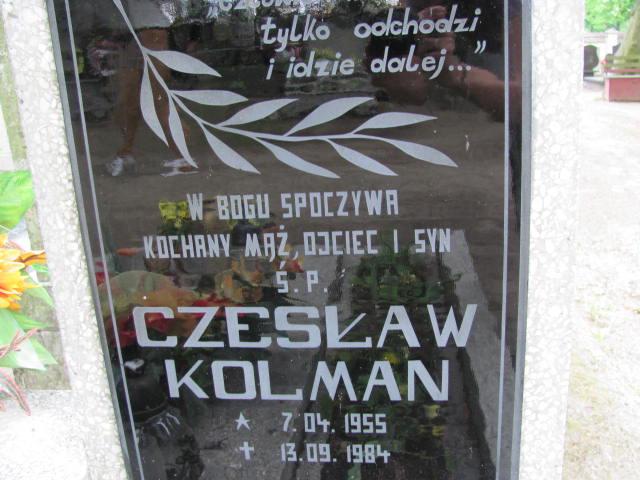 tylko odchodzi
i idzie dalej..."
W BOGU SPOCZYWA
KOCHANY MĄŻ, OJCIEC I SYN
Ś.P.
CZESŁAW
KOLMAN
* 7.04.1955
+ 13.09.1984